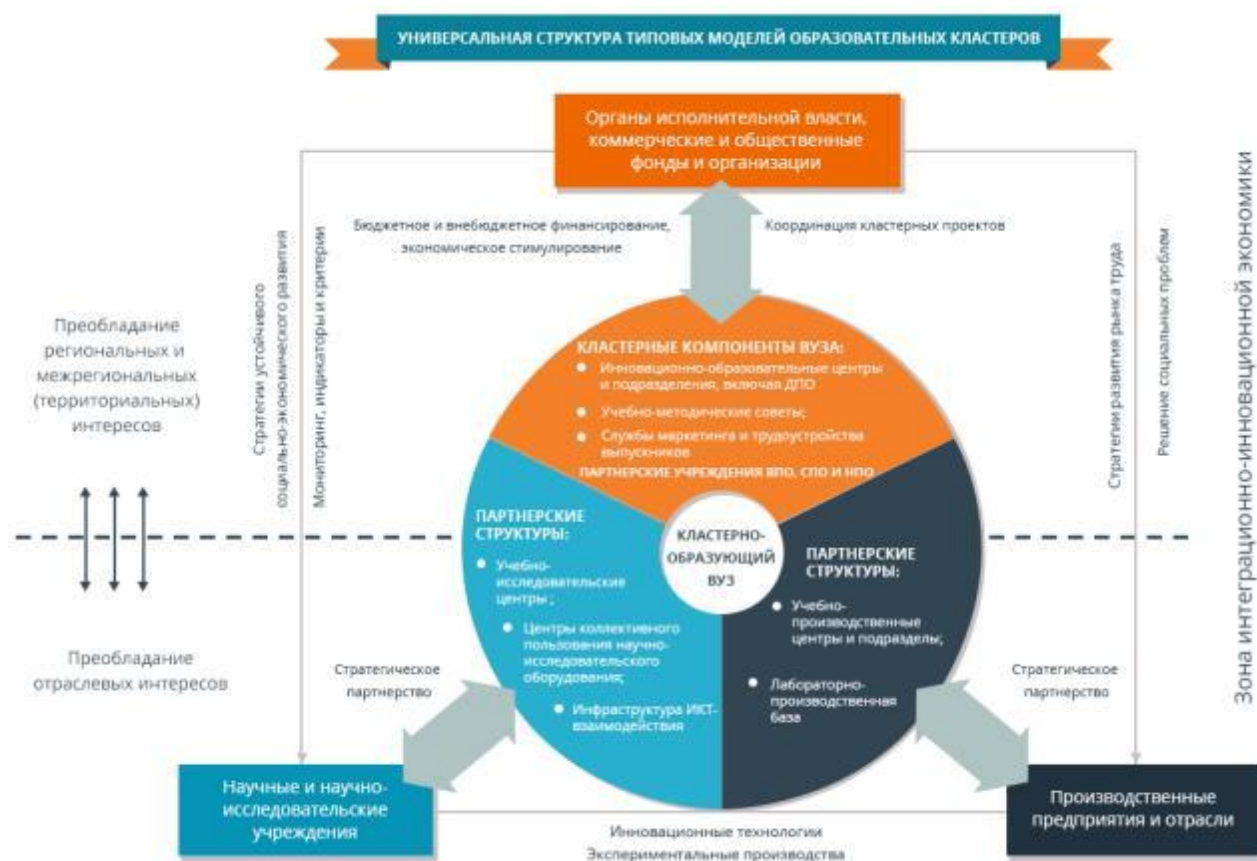 УНИВЕРСАЛЬНАЯ СТРУКТУРА ТИПОВЫХ МОДЕЛЕЙ ОБРАЗОВАТЕЛЬНЫХ КЛАСТЕРОВ
Органы исполнительной власти,
коммерческие и общественные
фонды и организации
Бюджетное и внебюджетное финансирование,
экономическое стимулирование
Координация кластерных проектов
Стратегии устойчивого
социально-экономического развития
Мониторинг, индикаторы и критерии
Стратегии развития рынка труда
Решение социальных проблем
Зона интеграционно-инновационной экономики
Преобладание
региональных и
межрегиональных
(территориальных)
интересов
КЛАСТЕРНЫЕ КОМПОНЕНТЫ ВУЗА:
Инновационно-образовательные центры
и подразделения, включая ДПО
Учебно-методические советы;
Службы маркетинга и трудоустройства
выпускников
ПАРТНЕРСКИЕ УЧРЕЖДЕНИЯ ВПО, СПО И НПО
КЛАСТЕРНО-
ОБРАЗУЮЩИЙ
ВУЗ
ПАРТНЕРСКИЕ
СТРУКТУРЫ:
Учебно-
исследовательские
центры ;
Центры коллективного
пользования научно-
исследовательского
оборудования;
Инфраструктура ИКТ-
взаимодействия
ПАРТНЕРСКИЕ
СТРУКТУРЫ:
Учебно-
производственные
центры и подразделы;
Лабораторно-
производственная
база
Преобладание
отраслевых интересов
Стратегическое
партнерство
Стратегическое
партнерство
Научные и научно-
исследовательские
учреждения
Производственные
предприятия и отрасли
Инновационные технологии
Экспериментальные производства